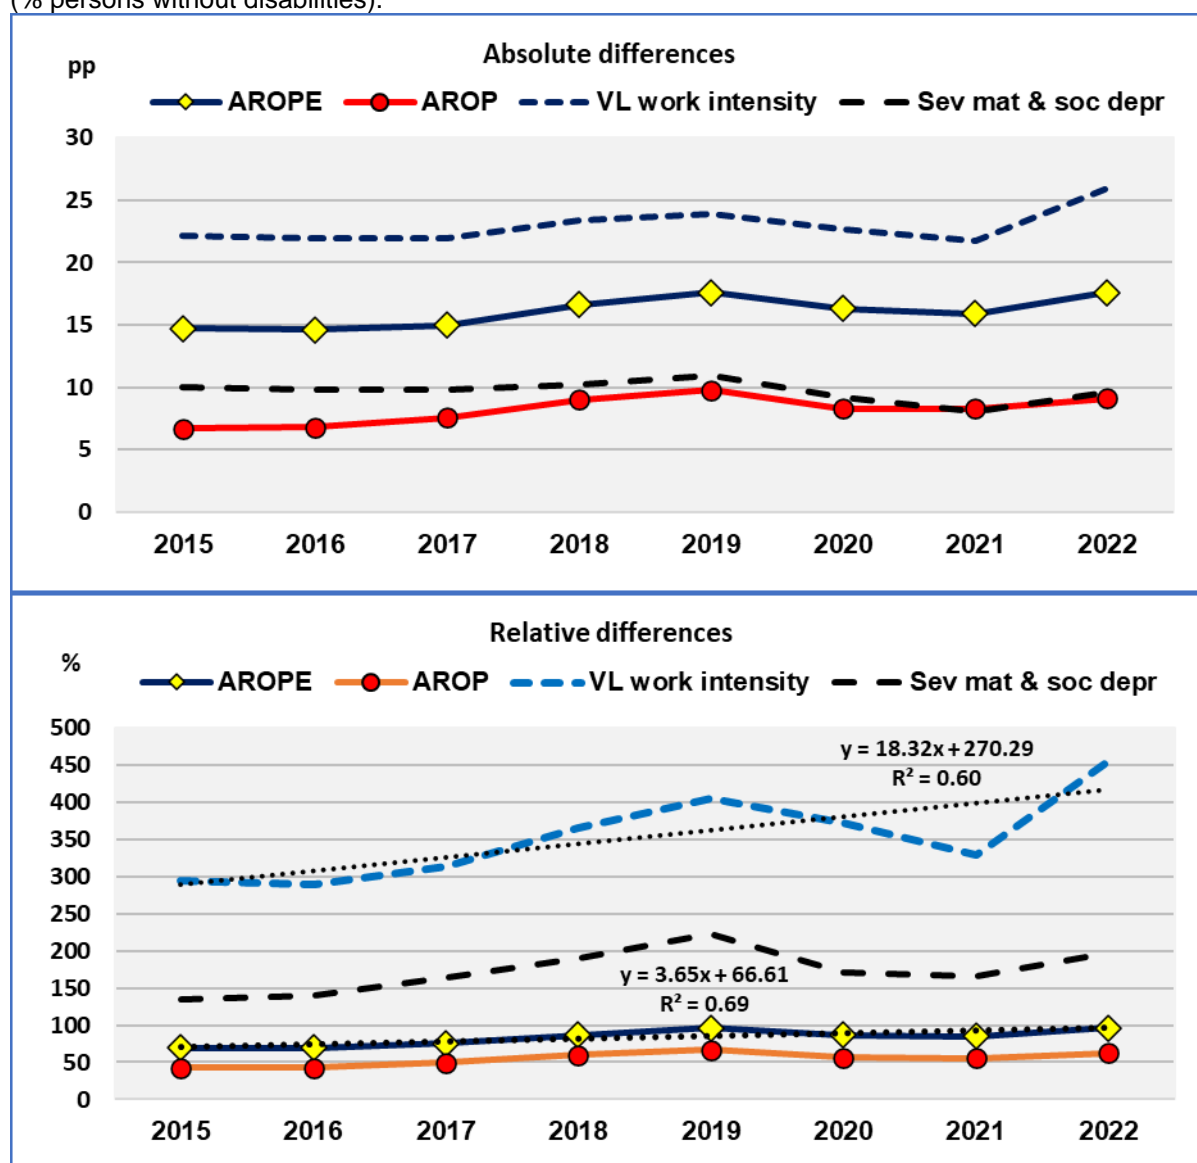 (% persons without disabilities).
Absolute differences
pp
AROPE AROP VL work intensity Sev mat & soc depr
30
25
20
15
10
5
0
2015 2016 2017 2018 2019 2020 2021 2022
Relative differences
%
AROPE AROP VL work intensity Sev mat & soc depr
500
y = 18.32x + 270.29
450
R² = 0.60
400
350
300
250
200
150
y = 3.65x + 66.61
R² = 0.69
100
50
0
2015 2016 2017 2018 2019 2020 2021 2022